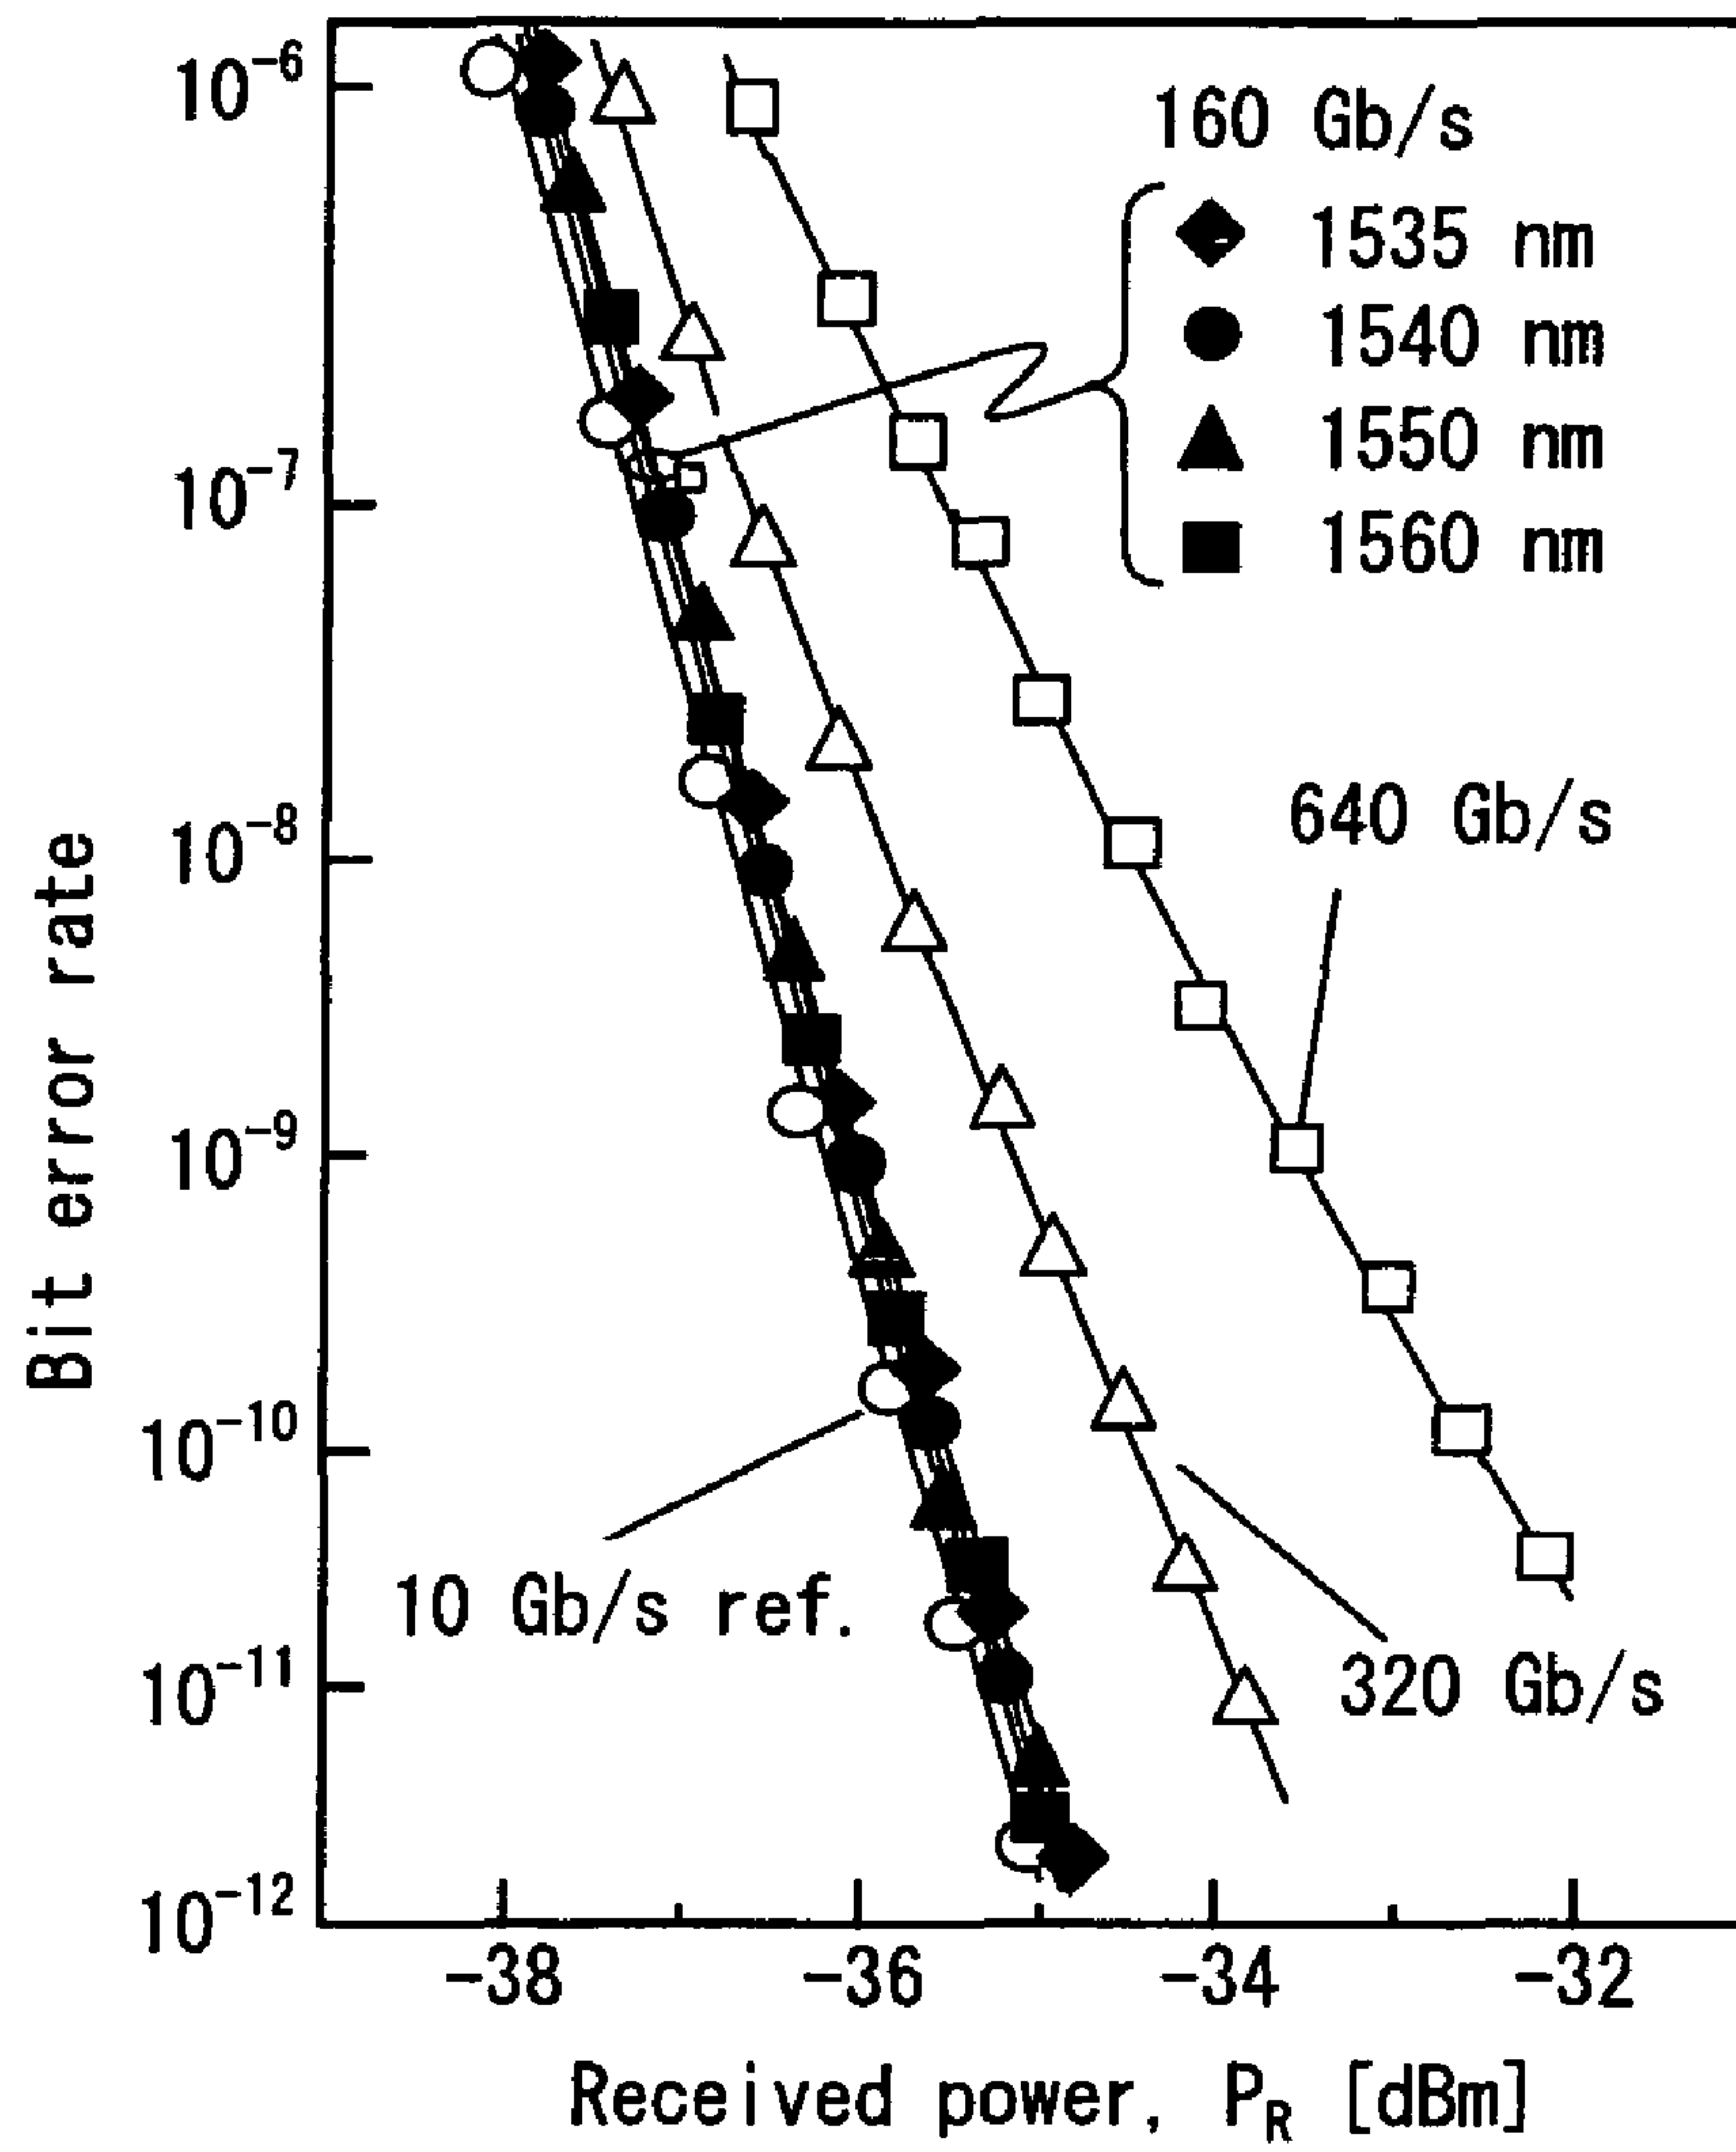 10⁻⁶
10⁻⁷
10⁻⁸
10⁻⁹
10⁻¹⁰
10⁻¹¹
10⁻¹²
Bit error rate
160 Gb/s
1535 nm
1540 nm
1550 nm
1560 nm
640 Gb/s
10 Gb/s ref.
320 Gb/s
-38 -36 -34 -32
Received power, P_R [dBm]